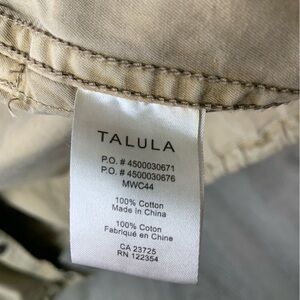 TALULA
P.O. # 4500030671
P.O. # 4500030676
MWC44
100% Cotton
Made in China
100% Coton
Fabriqué en Chine
CA 23725
RN 122354